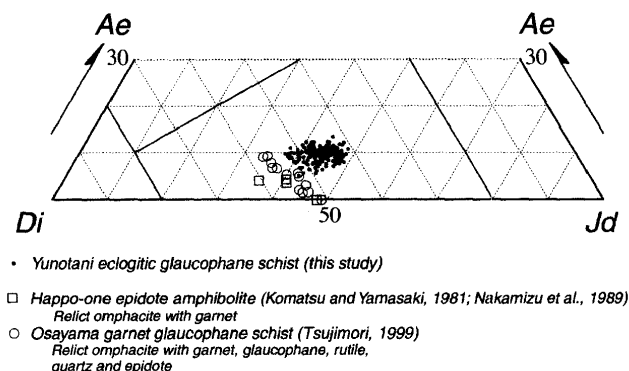 Ae Ae
30 30
Di 50 Jd
Yunotani eclogitic glaucophane schist (this study)
Happo-one epidote amphibolite (Komatsu and Yamasaki, 1981; Nakamizu et al., 1989)
Relict omphacite with garnet
Osayama garnet glaucophane schist (Tsujimori, 1999)
Relict omphacite with garnet, glaucophane, rutile,
quartz and epidote